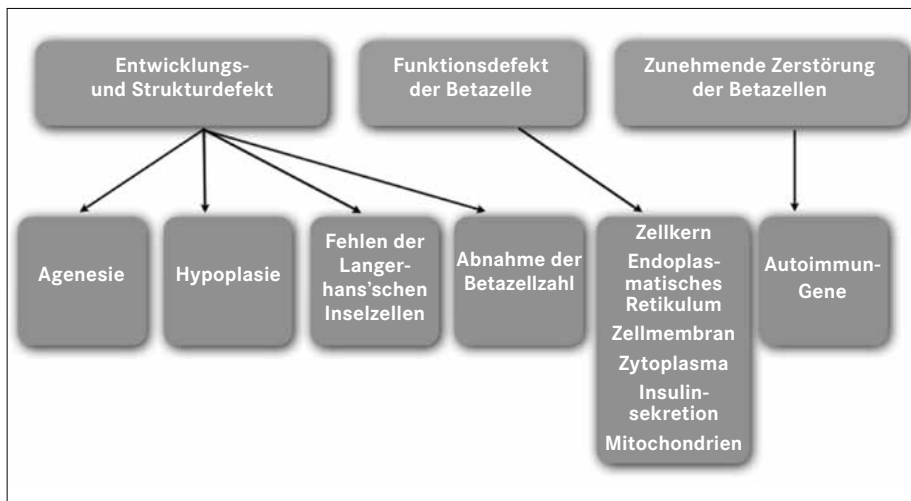 Entwicklungs-
und Strukturdefekt
Funktionsdefekt
der Betazelle
Zunehmende Zerstörung
der Betazellen
Agenesie
Hypoplasie
Fehlen der
Langer-
hans’schen
Inselzellen
Abnahme der
Betazellzahl
Zellkern
Endoplas-
matisches
Retikulum
Zellmembran
Zytoplasma
Insulin-
sekretion
Mitochondrien
Autoimmun-
Gene